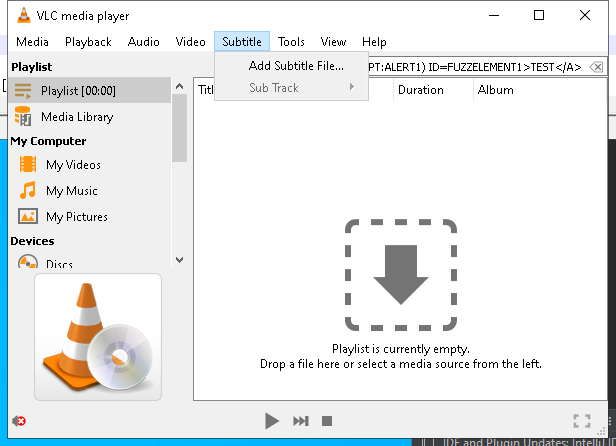 VLC media player
Media Playback Audio Video Subtitle Tools View Help
Playlist
PT:ALERT1) ID=FUZZELEMENT1>TEST</A>
Add Subtitle File...
Sub Track
Playlist [00:00]
Duration Album
Media Library
My Computer
My Videos
My Music
My Pictures
Devices
Discs
Playlist is currently empty.
Drop a file here or select a media source from the left.
IDE and Plugin Updates: IntelliJ